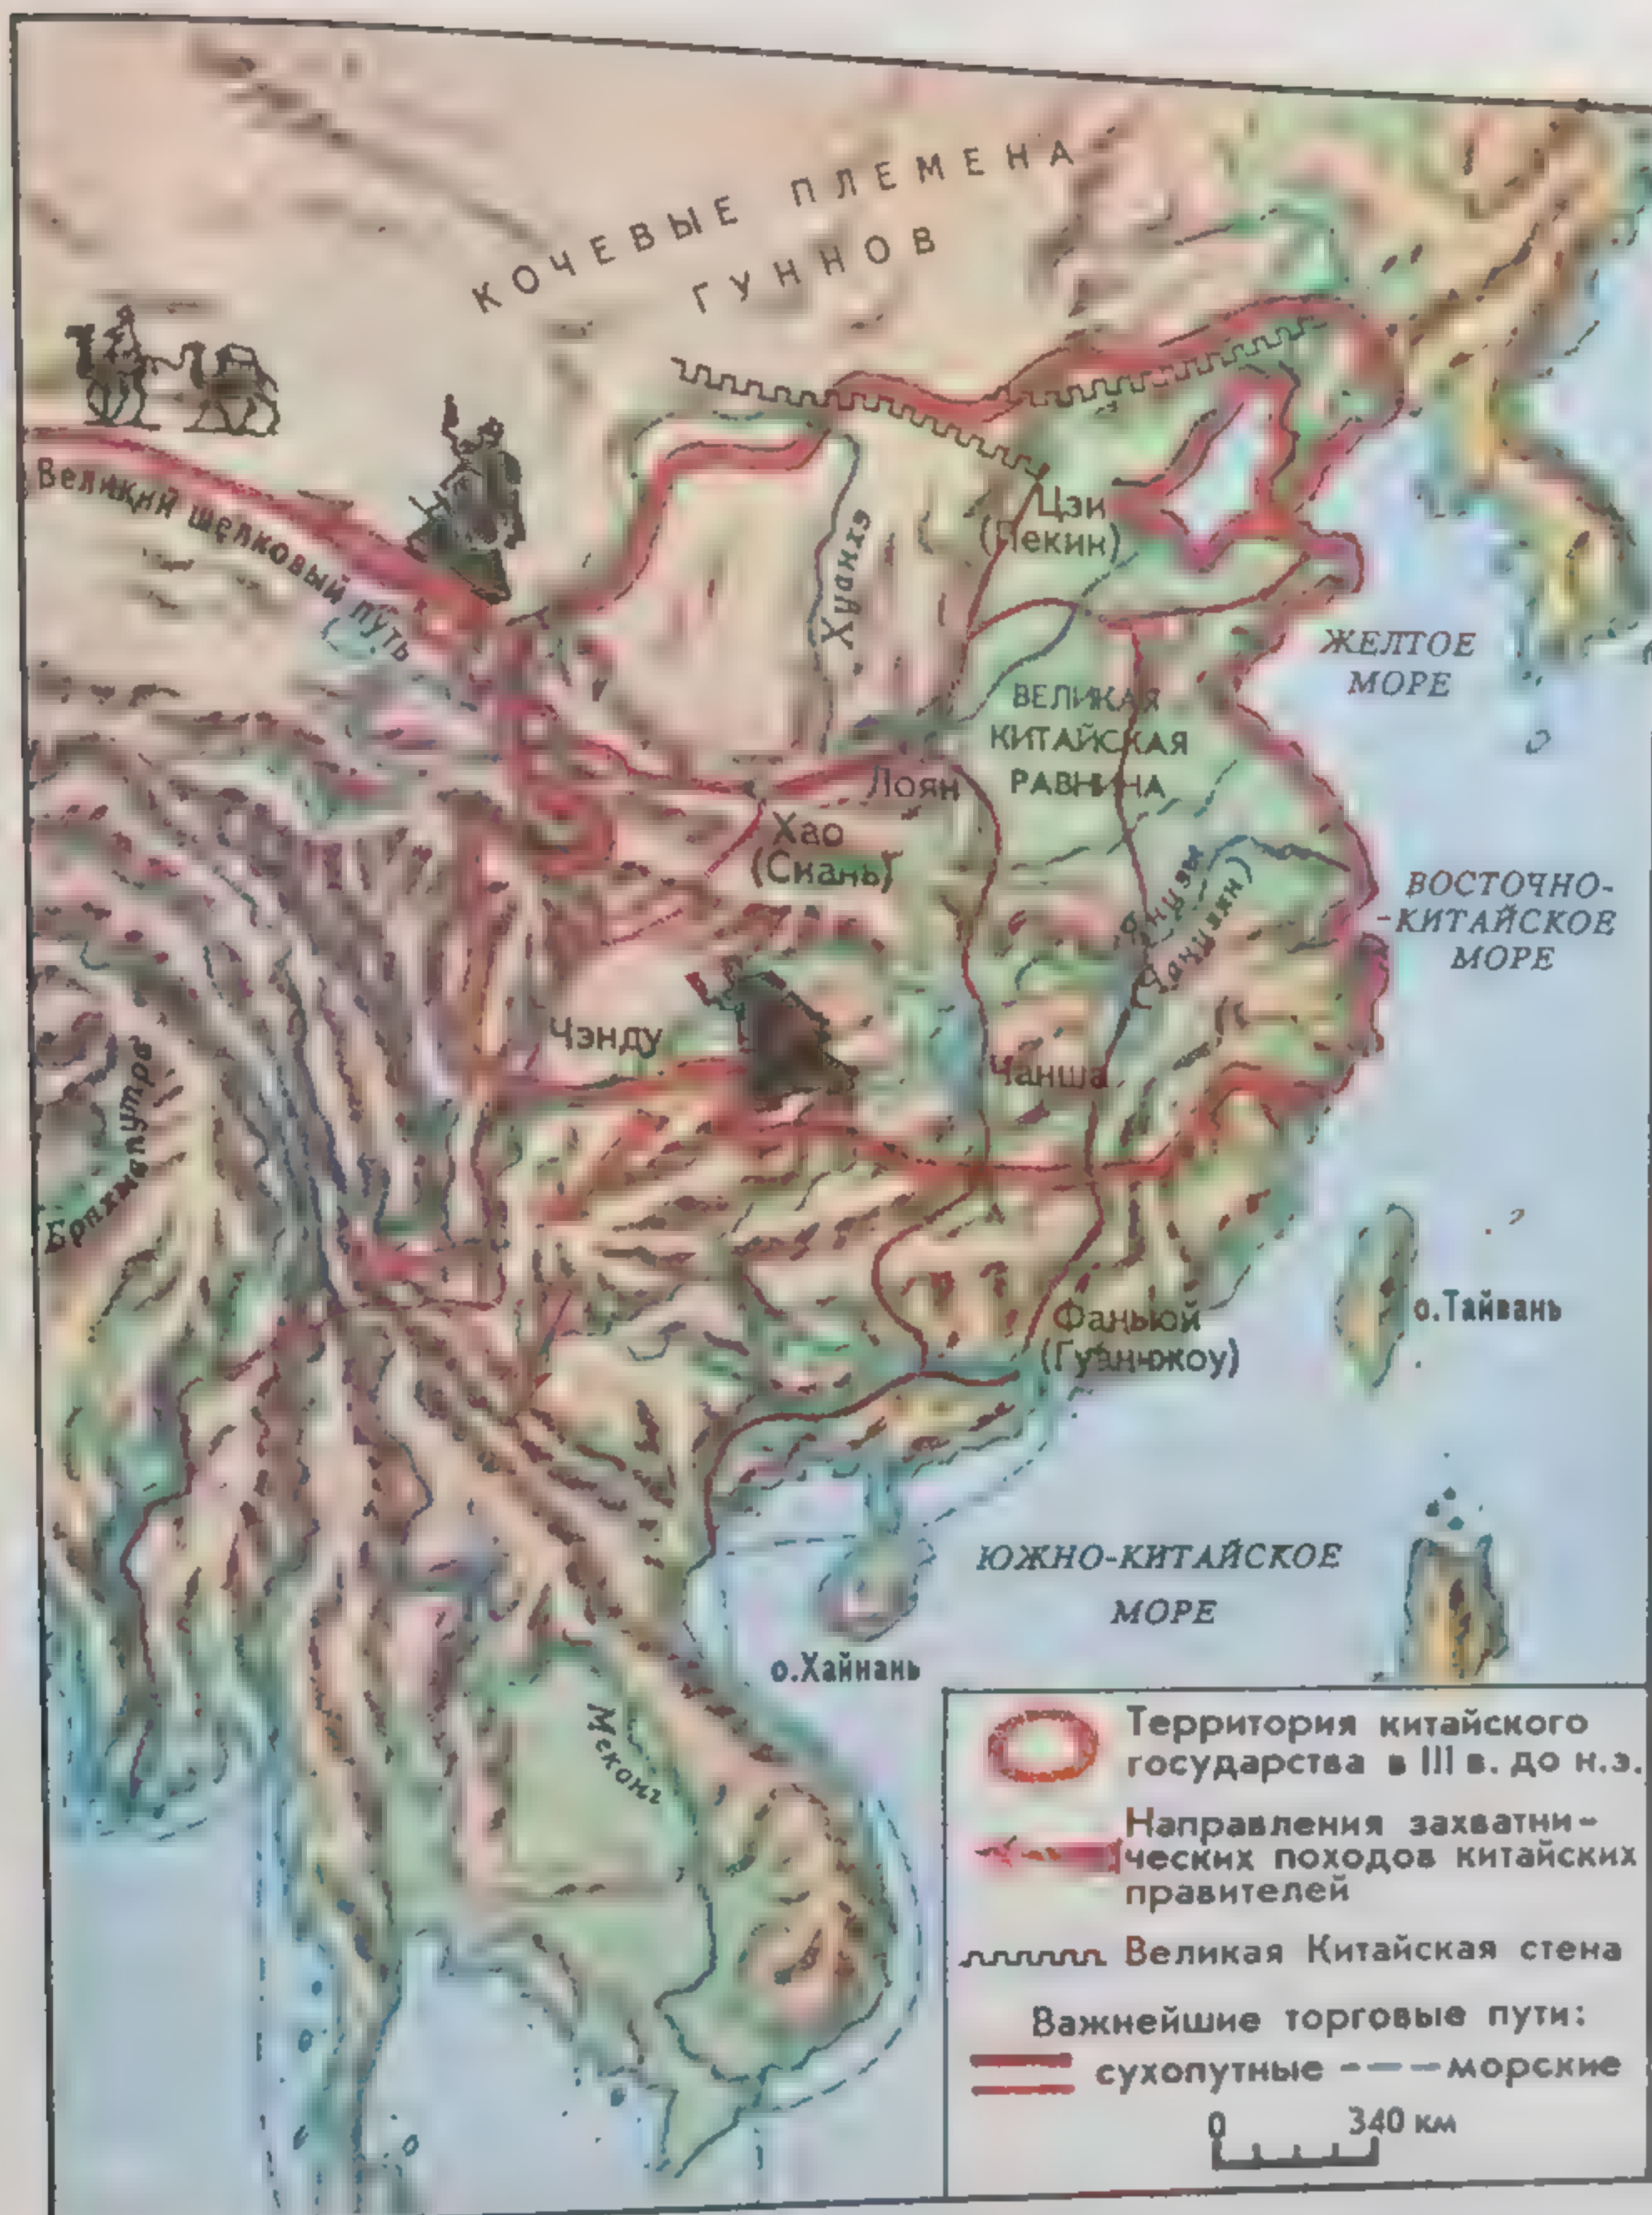 КОЧЕВЫЕ ПЛЕМЕНА
ГУННОВ
Великий шелковый путь
Цзи
(Пекин)
Хуанхэ
ЖЕЛТОЕ
МОРЕ
ВЕЛИКАЯ
КИТАЙСКАЯ
РАВНИНА
Лоян
Хао
(Сиань)
Янцзы
(Чанцзян)
ВОСТОЧНО-
-КИТАЙСКОЕ
МОРЕ
Чэнду
Чанша
Брахмапутра
Фаньюй
(Гуанчжоу)
о.Тайвань
ЮЖНО-КИТАЙСКОЕ
МОРЕ
о.Хайнань
Меконг
Территория китайского
государства в III в. до н.э.
Направления захватни-
ческих походов китайских
правителей
Великая Китайская стена
Важнейшие торговые пути:
сухопутные морские
0 340 км